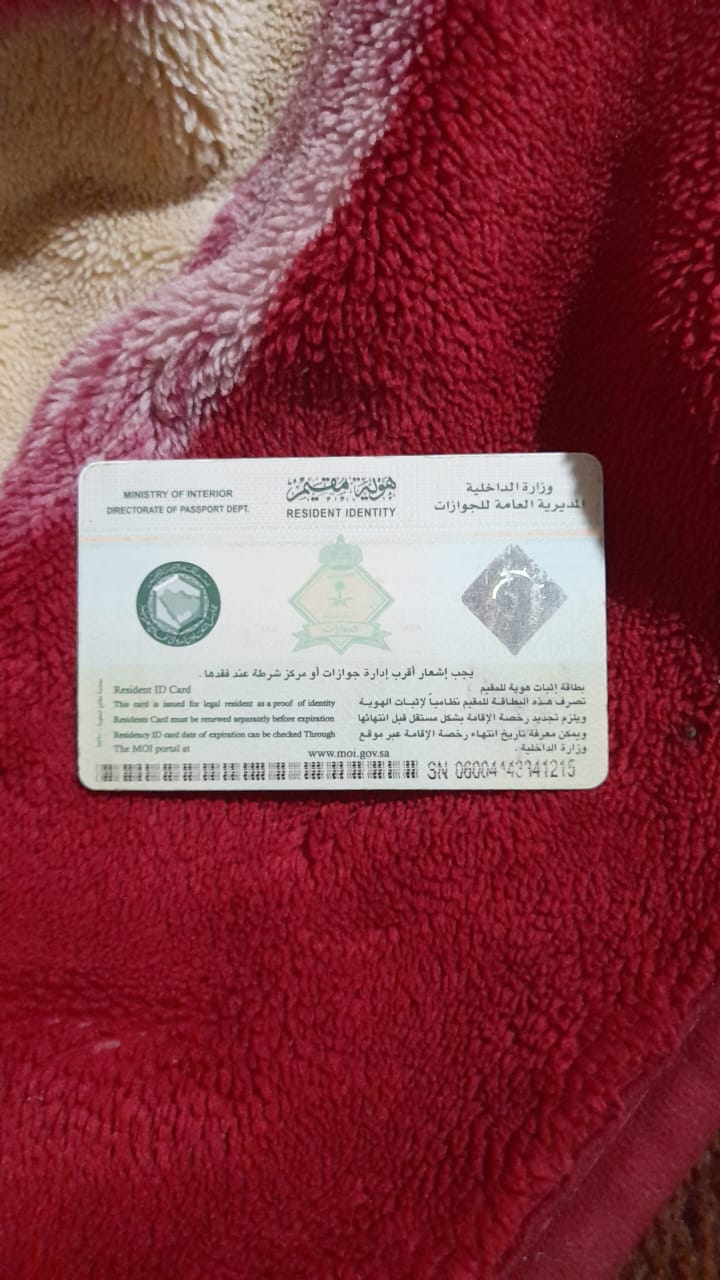 MINISTRY OF INTERIOR
DIRECTORATE OF PASSPORT DEPT.
هوية مقيم
RESIDENT IDENTITY
وزارة الداخلية
المديرية العامة للجوازات
الجوازات
يجب إشعار أقرب إدارة جوازات أو مركز شرطة عند فقدها .
Resident ID Card
This card is issued for legal resident as a proof of identity
Residents Card must be renewed separately before expiration
Residency ID card date of expiration can be checked Through
The MOI portal at
www.moi.gov.sa
بطاقة إثبات هوية للمقيم
تصرف هذه البطاقة للمقيم نظامياً لإثبات الهوية
ويلزم تجديد رخصة الإقامة بشكل مستقل قبل انتهائها
ويمكن معرفة تاريخ انتهاء رخصة الإقامة عبر موقع
وزارة الداخلية .
SN